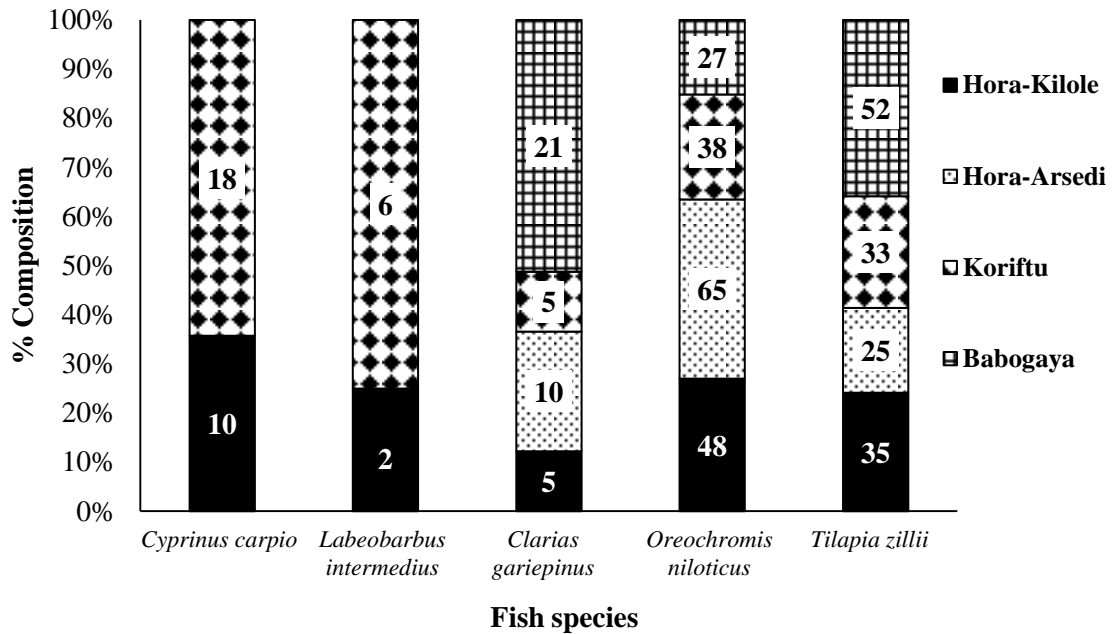 100%
90%
80%
70%
60%
50%
40%
30%
20%
10%
0%
% Composition
18
10
6
2
21
5
10
5
27
38
65
48
52
33
25
35
Cyprinus carpio
Labeobarbus
intermedius
Clarias
gariepinus
Oreochromis
niloticus
Tilapia zillii
Fish species
Hora-Kilole
Hora-Arsedi
Koriftu
Babogaya